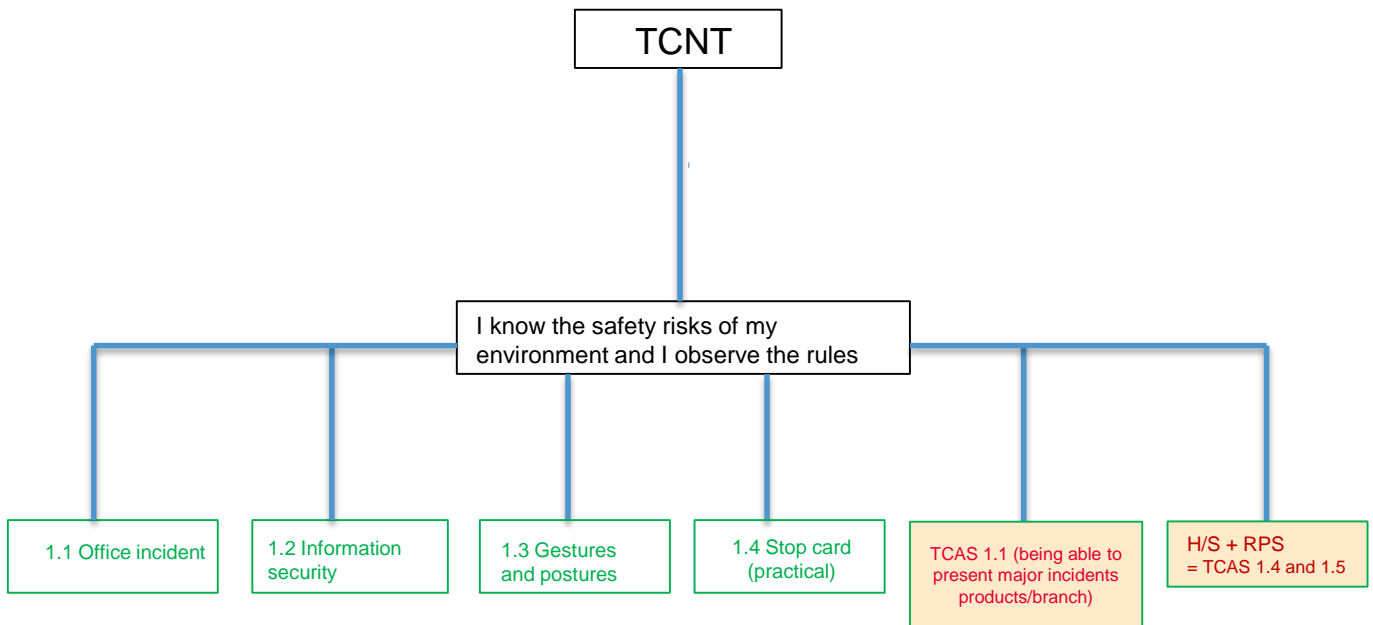 TCNT
I know the safety risks of my
environment and I observe the rules
1.1 Office incident
1.2 Information
security
1.3 Gestures
and postures
1.4 Stop card
(practical)
TCAS 1.1 (being able to
present major incidents
products/branch)
H/S + RPS
= TCAS 1.4 and 1.5